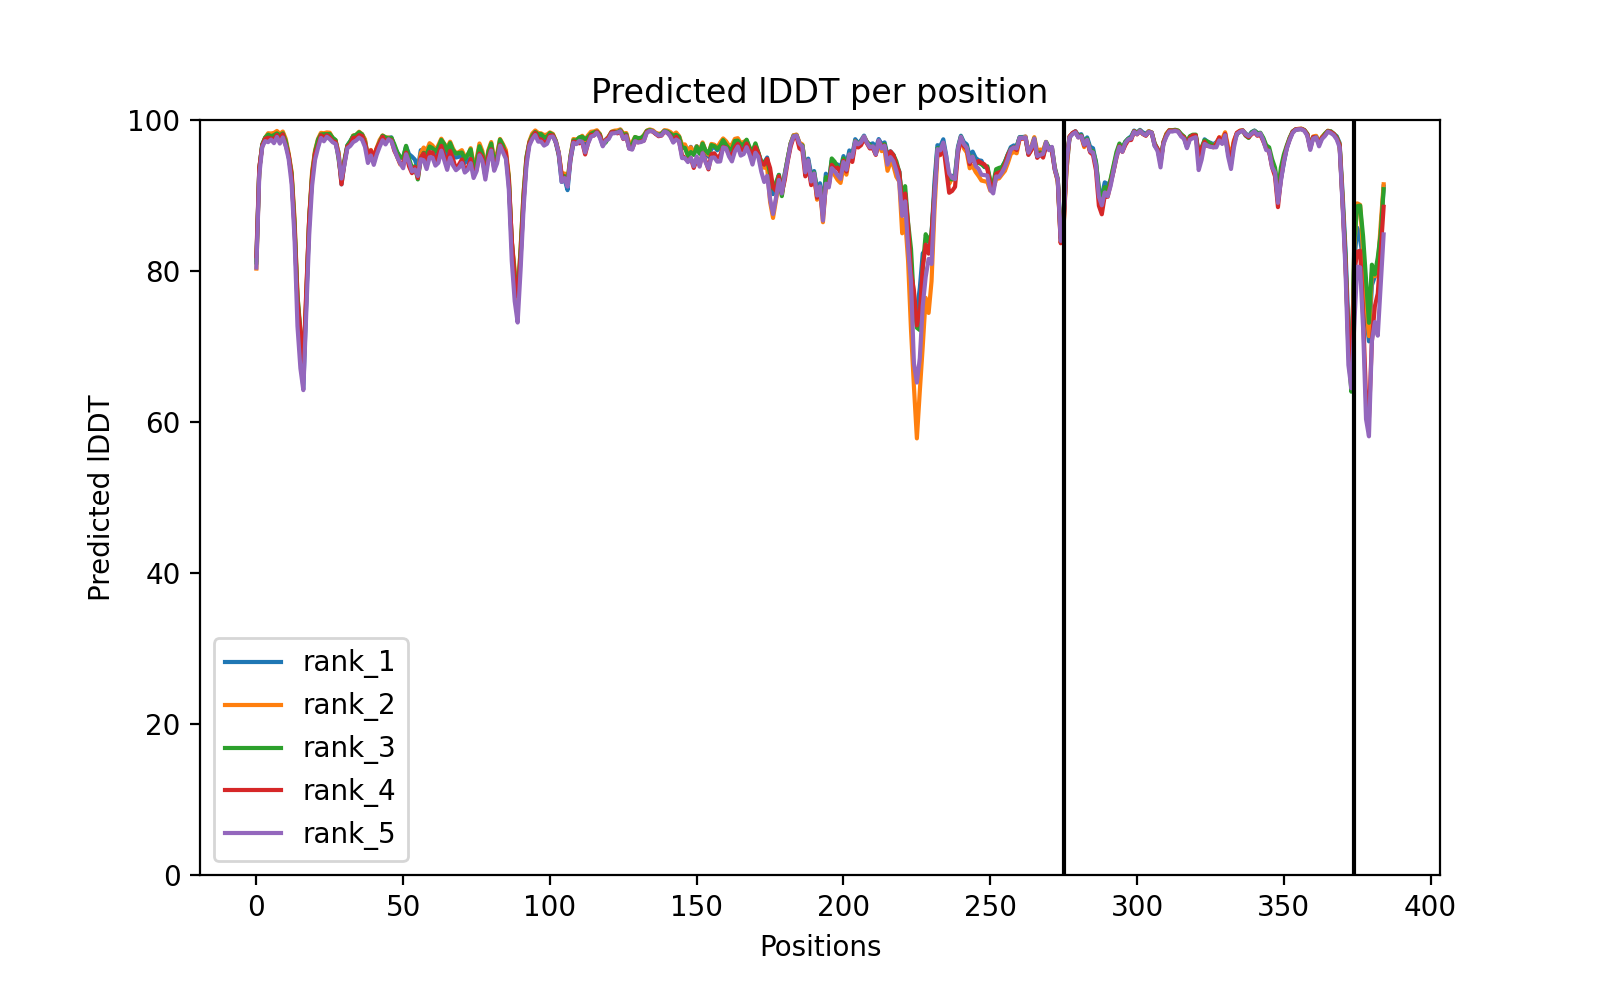 Predicted lDDT per position
100
80
60
40
20
0
Predicted lDDT
rank_1
rank_2
rank_3
rank_4
rank_5
0 50 100 150 200 250 300 350 400
Positions